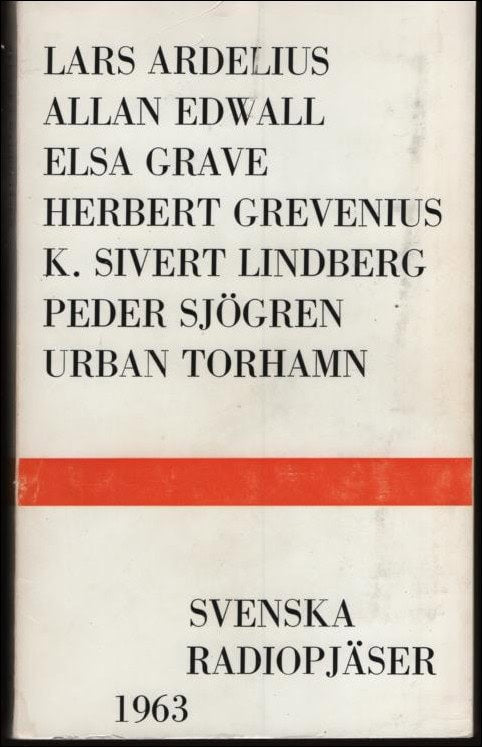 LARS ARDELIUS
ALLAN EDWALL
ELSA GRAVE
HERBERT GREVENIUS
K. SIVERT LINDBERG
PEDER SJÖGREN
URBAN TORHAMN
SVENSKA
RADIOPJÄSER
1963